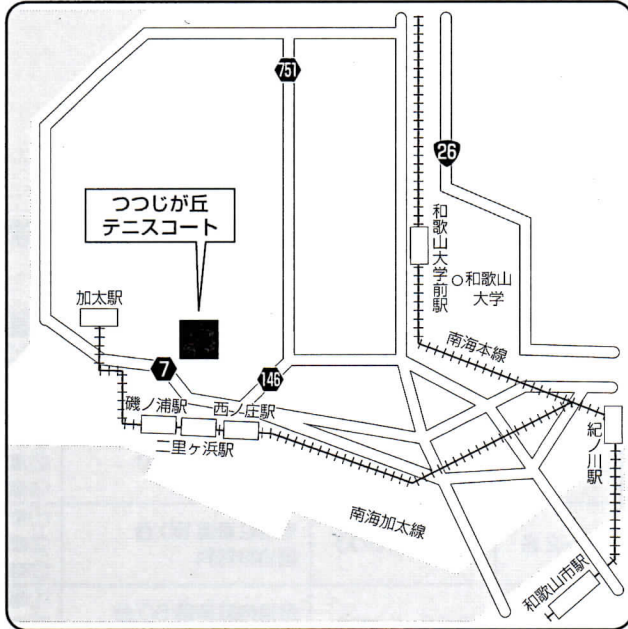 751
26
つつじが丘
テニスコート
和歌山大学前駅
和歌山
大学
加太駅
南海本線
7
146
磯ノ浦駅
西ノ庄駅
二里ヶ浜駅
紀ノ川駅
南海加太線
和歌山市駅